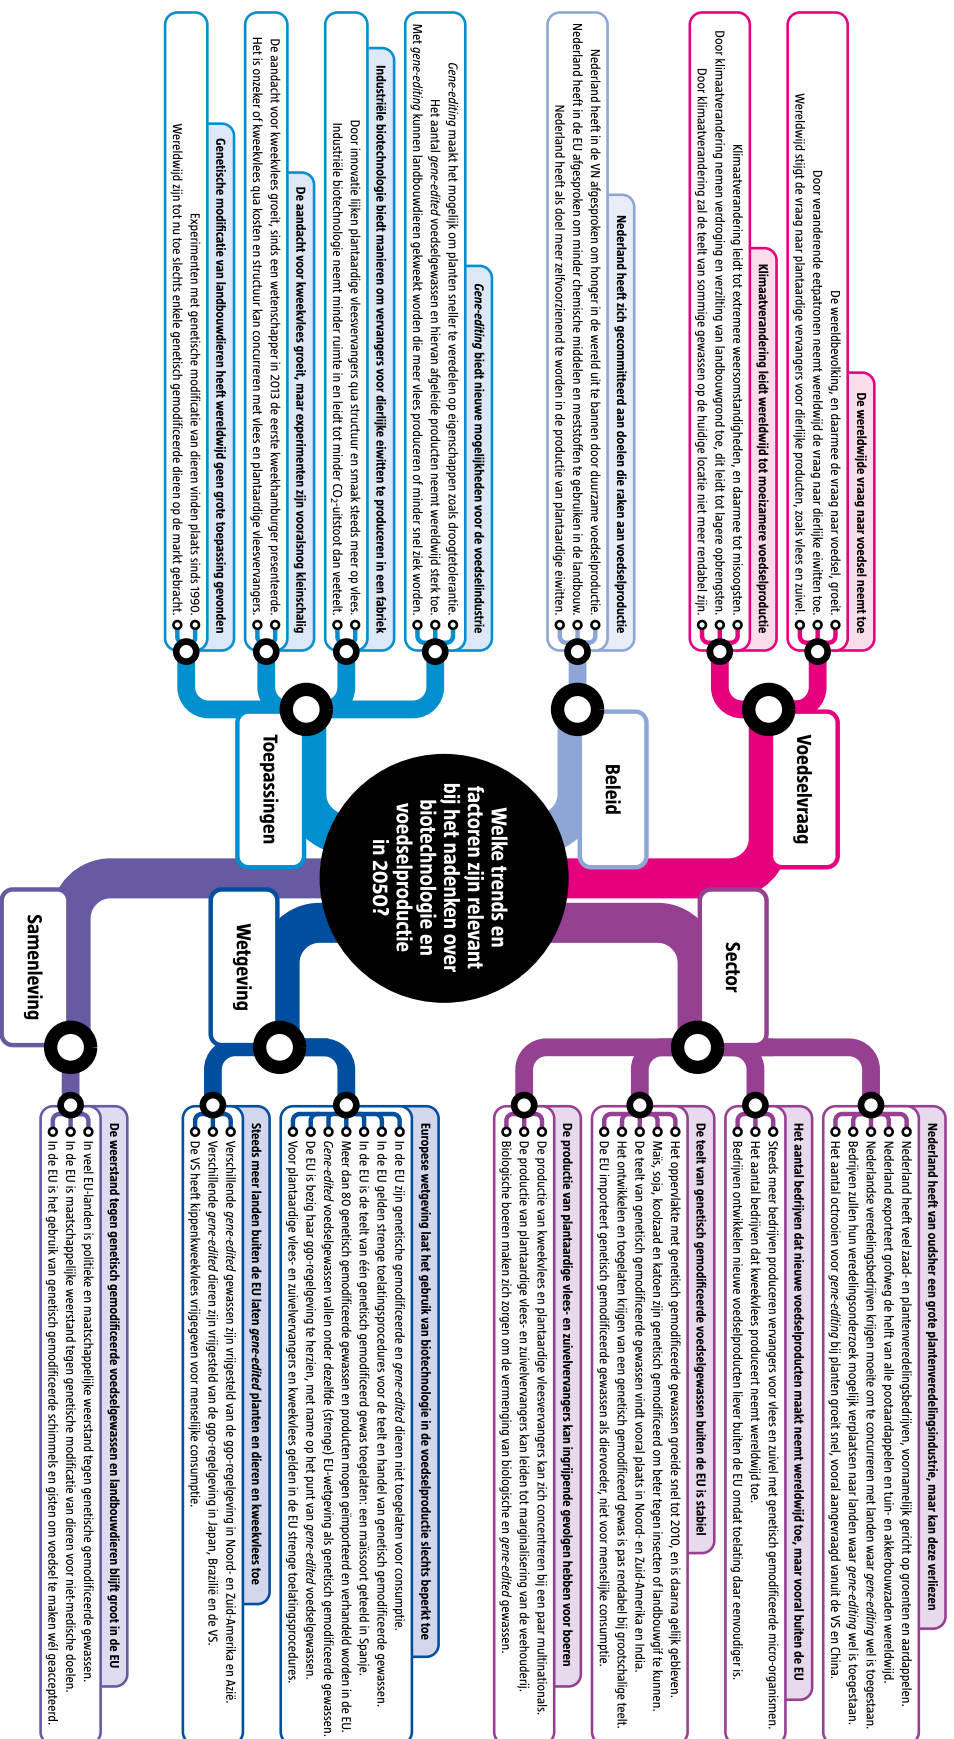 Welke trends en
factoren zijn relevant
bij het nadenken over
biotechnologie en
voedselproductie
in 2050?
Voedselvraag
De wereldwijde vraag naar voedsel neemt toe
De wereldbevolking, en daarmee de vraag naar voedsel, groeit.
Door veranderende eetpatronen neemt wereldwijd de vraag naar dierlijke eiwitten toe.
Wereldwijd stijgt de vraag naar plantaardige vervangers voor dierlijke producten, zoals vlees en zuivel.
Klimaatverandering leidt wereldwijd tot moeizamere voedselproductie
Klimaatverandering leidt tot extremere weersomstandigheden, en daarmee tot misoogsten.
Door klimaatverandering nemen verdroging en verzilting van landbouwgrond toe, dit leidt tot lagere opbrengsten.
Door klimaatverandering zal de teelt van sommige gewassen op de huidige locatie niet meer rendabel zijn.
Beleid
Nederland heeft zich gecommitteerd aan doelen die raken aan voedselproductie
Nederland heeft in de VN afgesproken om honger in de wereld uit te bannen door duurzame voedselproductie.
Nederland heeft in de EU afgesproken om minder chemische middelen en meststoffen te gebruiken in de landbouw.
Nederland heeft als doel meer zelfvoorzienend te worden in de productie van plantaardige eiwitten.
Toepassingen
Gene-editing biedt nieuwe mogelijkheden voor de voedselindustrie
Gene-editing maakt het mogelijk om planten sneller te veredelen op eigenschappen zoals droogtetolerantie.
Het aantal gene-edited voedselgewassen en hiervan afgeleide producten neemt wereldwijd sterk toe.
Met gene-editing kunnen landbouwdieren gekweekt worden die meer vlees produceren of minder snel ziek worden.
Industriële biotechnologie biedt manieren om vervangers voor dierlijke eiwitten te produceren in een fabriek
Door innovatie lijken plantaardige vleesvervangers qua structuur en smaak steeds meer op vlees.
Industriële biotechnologie neemt minder ruimte in en leidt tot minder CO2-uitstoot dan veeteelt.
De aandacht voor kweekvlees groeit, maar experimenten zijn vooralsnog kleinschalig
De aandacht voor kweekvlees groeit, sinds een wetenschapper in 2013 de eerste kweekhamburger presenteerde.
Het is onzeker of kweekvlees qua kosten en structuur kan concurreren met vlees en plantaardige vleesvervangers.
Genetische modificatie van landbouwdieren heeft wereldwijd geen grote toepassing gevonden
Experimenten met genetische modificatie van dieren vinden plaats sinds 1990.
Wereldwijd zijn tot nu toe slechts enkele genetisch gemodificeerde dieren op de markt gebracht.
Sector
Nederland heeft van oudsher een grote plantenveredelingsindustrie, maar kan deze verliezen
Nederland heeft veel zaad- en plantenveredelingsbedrijven, voornamelijk gericht op groenten en aardappelen.
Nederland exporteert grofweg de helft van alle pootaardappelen en tuin- en akkerbouwzaden wereldwijd.
Nederlandse veredelingsbedrijven krijgen moeite om te concurreren met landen waar gene-editing wel is toegestaan.
Bedrijven zullen hun veredelingsonderzoek mogelijk verplaatsen naar landen waar gene-editing wel is toegestaan.
Het aantal octrooien voor gene-editing bij planten groeit snel, vooral aangevraagd vanuit de VS en China.
Het aantal bedrijven dat nieuwe voedselproducten maakt neemt wereldwijd toe, maar vooral buiten de EU
Steeds meer bedrijven produceren vervangers voor vlees en zuivel met genetisch gemodificeerde micro-organismen.
Het aantal bedrijven dat kweekvlees produceert neemt wereldwijd toe.
Bedrijven ontwikkelen nieuwe voedselproducten liever buiten de EU omdat toelating daar eenvoudiger is.
De teelt van genetisch gemodificeerde voedselgewassen buiten de EU is stabiel
Het oppervlakte met genetisch gemodificeerde gewassen groeide snel tot 2010, en is daarna gelijk gebleven.
Mais, soja, koolzaad en katoen zijn genetisch gemodificeerd om beter tegen insecten of landbouwgif te kunnen.
De teelt van genetisch gemodificeerde gewassen vindt vooral plaats in Noord- en Zuid-Amerika en India.
Het ontwikkelen en toegelaten krijgen van een genetisch gemodificeerd gewas is pas rendabel bij grootschalige teelt.
De EU importeert genetisch gemodificeerde gewassen als diervoeder, niet voor menselijke consumptie.
De productie van plantaardige vlees- en zuivelvervangers kan ingrijpende gevolgen hebben voor boeren
De productie van kweekvlees en plantaardige vleesvervangers kan zich concentreren bij een paar multinationals.
De productie van plantaardige vlees- en zuivelvervangers kan leiden tot marginalisering van de veehouderij.
Biologische boeren maken zich zorgen om de vermenging van biologische en gene-edited gewassen.
Wetgeving
Europese wetgeving laat het gebruik van biotechnologie in de voedselproductie slechts beperkt toe
In de EU zijn genetische gemodificeerde en gene-edited dieren niet toegelaten voor consumptie.
In de EU gelden strenge toelatingsprocedures voor de teelt en handel van genetisch gemodificeerde gewassen.
In de EU is de teelt van één genetisch gemodificeerd gewas toegelaten: een maïssoort geteeld in Spanje.
Meer dan 80 genetisch gemodificeerde gewassen en producten mogen geïmporteerd en verhandeld worden in de EU.
Gene-edited voedselgewassen vallen onder dezelfde (strenge) EU-wetgeving als genetisch gemodificeerde gewassen.
De EU is bezig haar ggo-regelgeving te herzien, met name op het punt van gene-edited voedselgewassen.
Voor plantaardige vlees- en zuivelvervangers en kweekvlees gelden in de EU strenge toelatingsprocedures.
Steeds meer landen buiten de EU laten gene-edited planten en dieren en kweekvlees toe
Verschillende gene-edited gewassen zijn vrijgesteld van de ggo-regelgeving in Noord- en Zuid-Amerika en Azië.
Verschillende gene-edited dieren zijn vrijgesteld van de ggo-regelgeving in Japan, Brazilië en de VS.
De VS heeft kippenkweekvlees vrijgegeven voor menselijke consumptie.
Samenleving
De weerstand tegen genetisch gemodificeerde voedselgewassen en landbouwdieren blijft groot in de EU
In veel EU-landen is politieke en maatschappelijke weerstand tegen genetische gemodificeerde gewassen.
In de EU is maatschappelijke weerstand tegen genetische modificatie van dieren voor niet-medische doelen.
In de EU is het gebruik van genetisch gemodificeerde schimmels en gisten om voedsel te maken wél geaccepteerd.